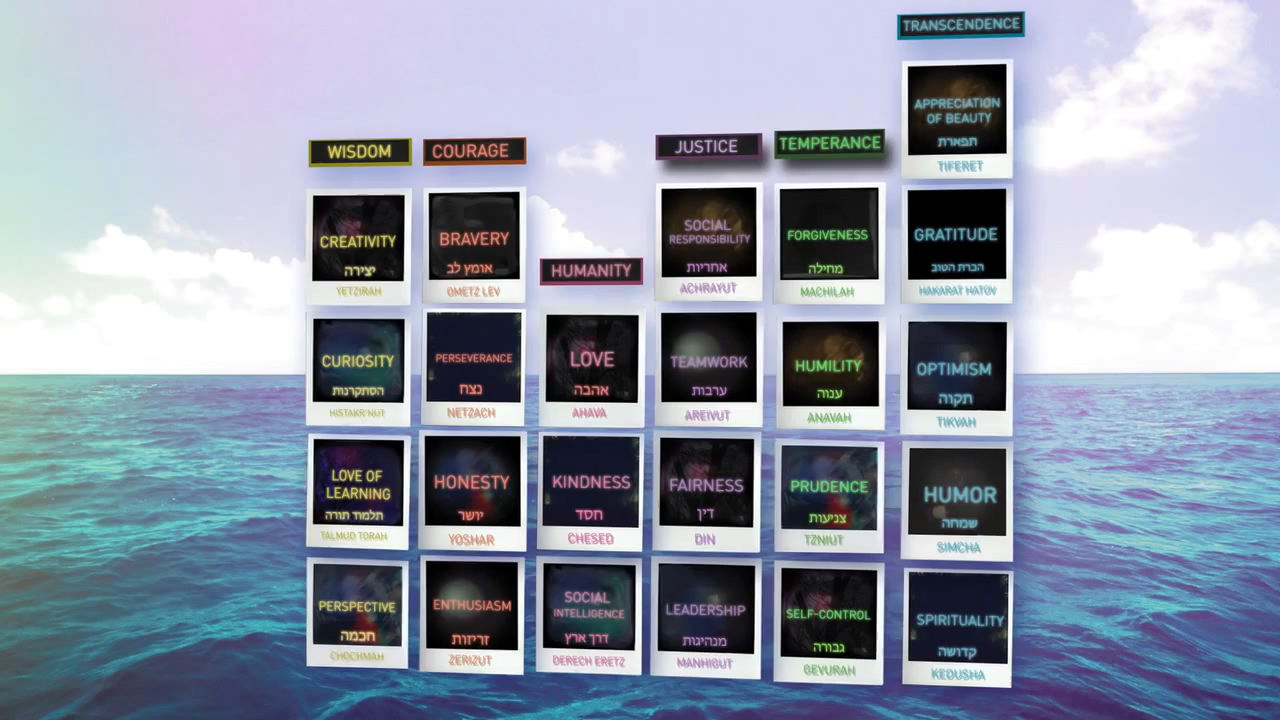 TRANSCENDENCE
APPRECIATION
OF BEAUTY
תפארת
TIFERET
GRATITUDE
הכרת הטוב
HAKARAT HATOV
OPTIMISM
תקווה
TIKVAH
HUMOR
שמחה
SIMCHA
SPIRITUALITY
קדושה
KEDUSHA
WISDOM
CREATIVITY
יצירה
YETZIRAH
CURIOSITY
הסתקרנות
HISTAKR'NUT
LOVE OF
LEARNING
תלמוד תורה
TALMUD TORAH
PERSPECTIVE
חכמה
CHOCHMAH
COURAGE
BRAVERY
אומץ לב
OMETZ LEV
PERSEVERANCE
נצח
NETZACH
HONESTY
יושר
YOSHAR
ENTHUSIASM
זריזות
ZERIZUT
HUMANITY
LOVE
אהבה
AHAVA
KINDNESS
חסד
CHESED
SOCIAL
INTELLIGENCE
דרך ארץ
DERECH ERETZ
JUSTICE
SOCIAL
RESPONSIBILITY
אחריות
ACHRAYUT
TEAMWORK
ערבות
AREIVUT
FAIRNESS
דין
DIN
LEADERSHIP
מנהיגות
MANHIGUT
TEMPERANCE
FORGIVENESS
מחילה
MACHILAH
HUMILITY
ענוה
ANAVAH
PRUDENCE
צניעות
TZNIUT
SELF-CONTROL
גבורה
GEVURAH